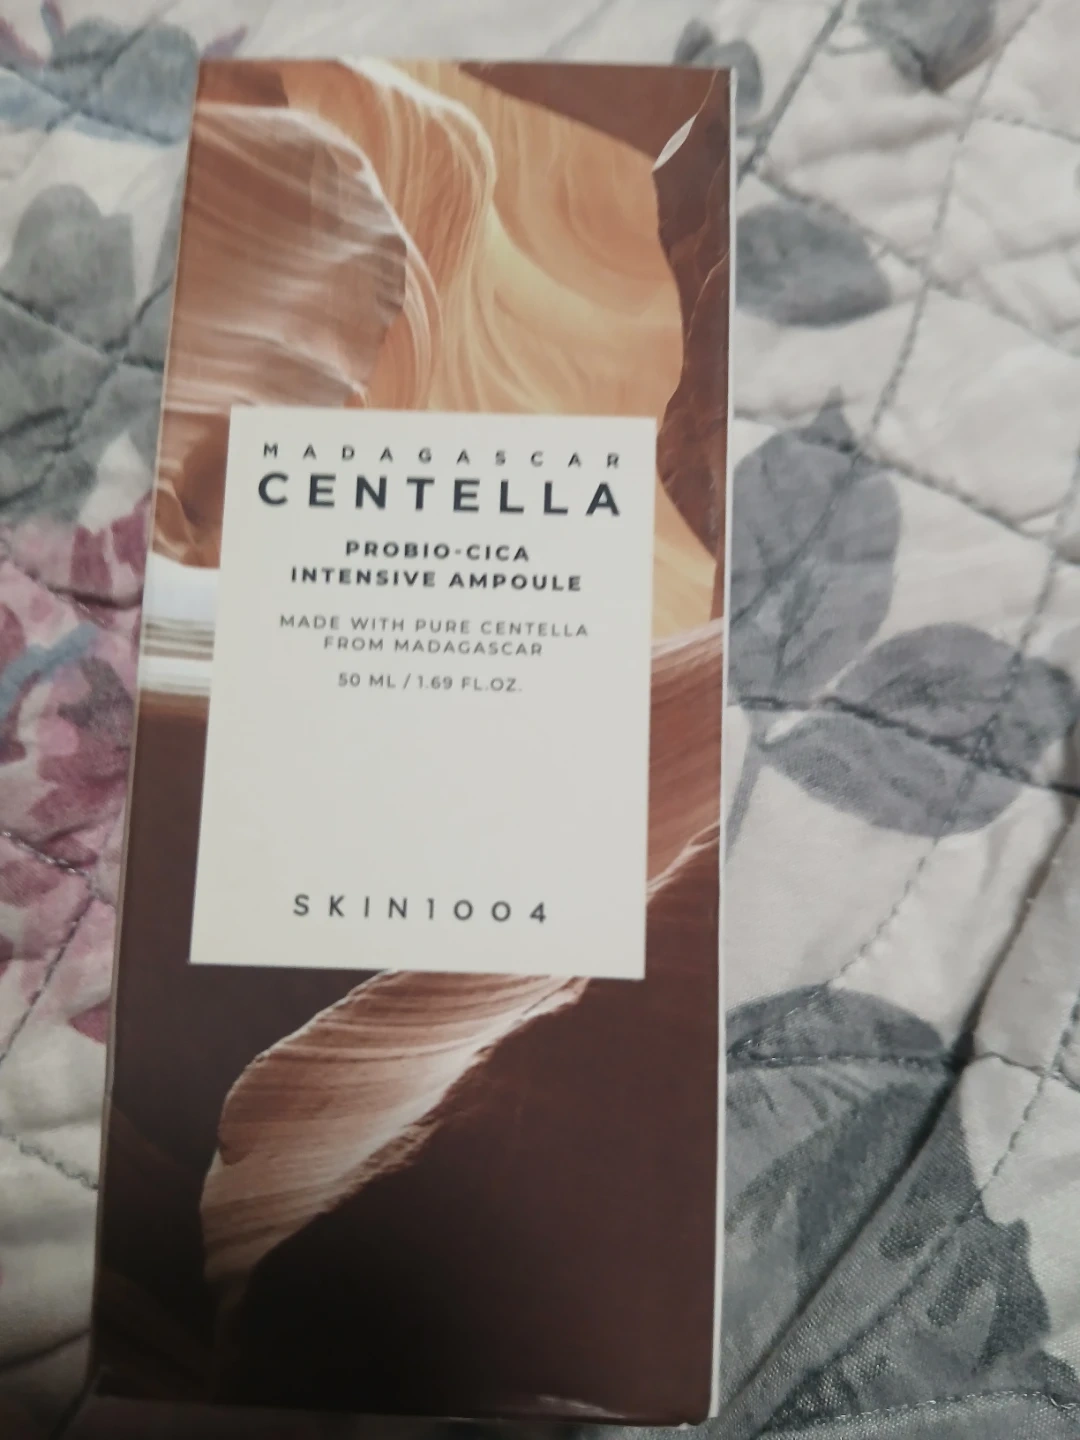 MADAGASCAR
CENTELLA
PROBIO-CICA
INTENSIVE AMPOULE
MADE WITH PURE CENTELLA
FROM MADAGASCAR
50 ML / 1.69 FL.OZ.
SKIN1004